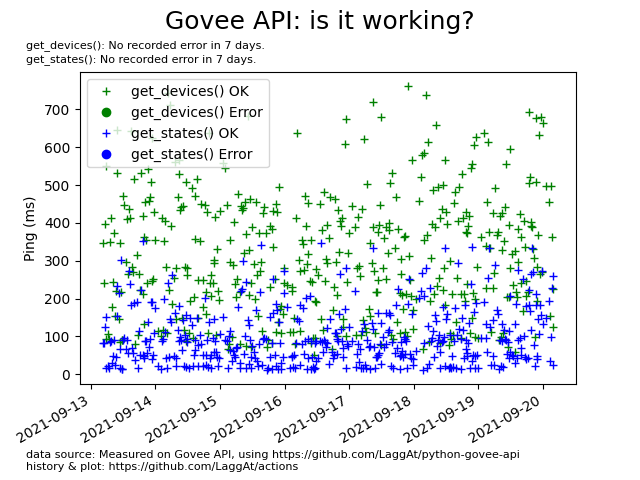 Govee API: is it working?
get_devices(): No recorded error in 7 days.
get_states(): No recorded error in 7 days.
get_devices() OK
get_devices() Error
get_states() OK
get_states() Error
Ping (ms)
700
600
500
400
300
200
100
0
2021-09-13
2021-09-14
2021-09-15
2021-09-16
2021-09-17
2021-09-18
2021-09-19
2021-09-20
data source: Measured on Govee API, using https://github.com/LaggAt/python-govee-api
history & plot: https://github.com/LaggAt/actions